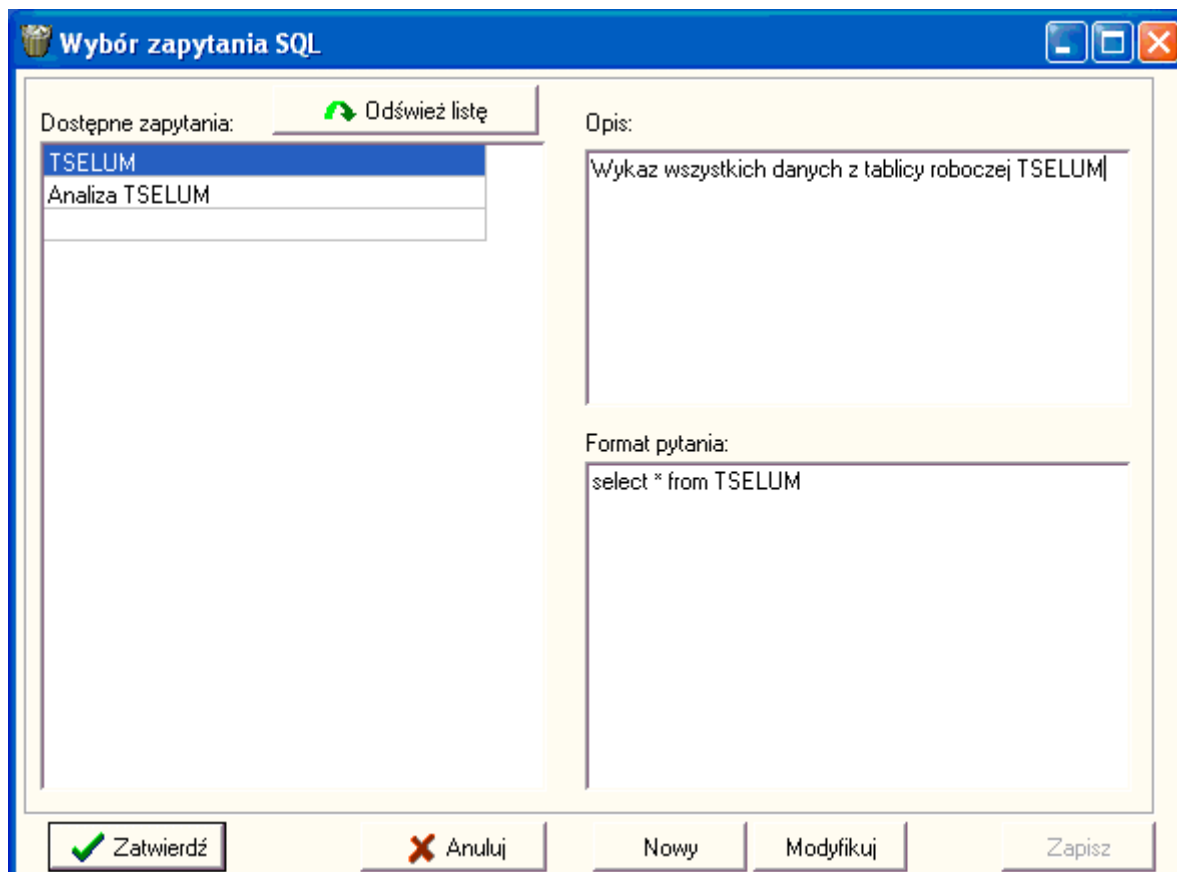 Wybór zapytania SQL
Dostępne zapytania:
Odśwież listę
TSELUM
Analiza TSELUM
Opis:
Wykaz wszystkich danych z tablicy roboczej TSELUM
Format pytania:
select * from TSELUM
Zatwierdź
Anuluj
Nowy
Modyfikuj
Zapisz